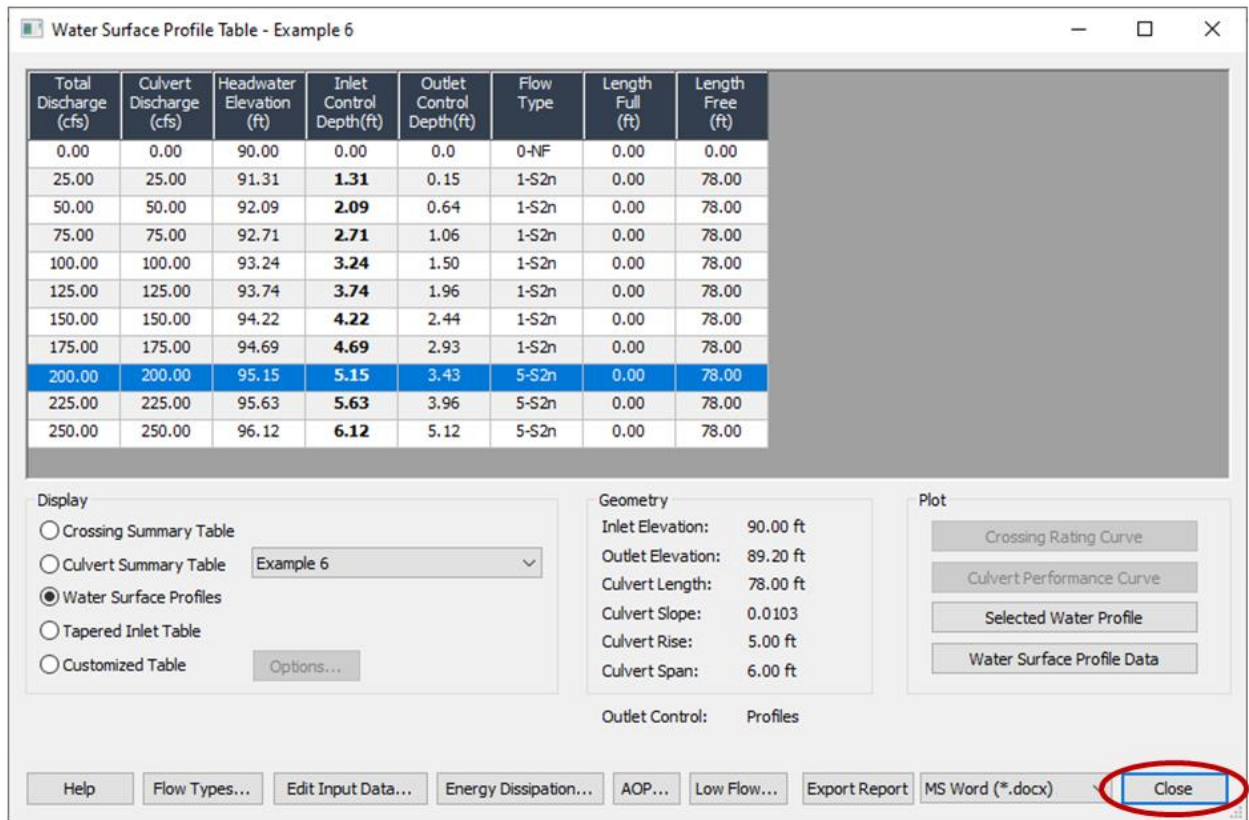 Water Surface Profile Table - Example 6
Total Discharge (cfs) Culvert Discharge (cfs) Headwater Elevation (ft) Inlet Control Depth(ft) Outlet Control Depth(ft) Flow Type Length Full (ft) Length Free (ft)
0.00 0.00 90.00 0.00 0.0 0-NF 0.00 0.00
25.00 25.00 91.31 1.31 0.15 1-S2n 0.00 78.00
50.00 50.00 92.09 2.09 0.64 1-S2n 0.00 78.00
75.00 75.00 92.71 2.71 1.06 1-S2n 0.00 78.00
100.00 100.00 93.24 3.24 1.50 1-S2n 0.00 78.00
125.00 125.00 93.74 3.74 1.96 1-S2n 0.00 78.00
150.00 150.00 94.22 4.22 2.44 1-S2n 0.00 78.00
175.00 175.00 94.69 4.69 2.93 1-S2n 0.00 78.00
200.00 200.00 95.15 5.15 3.43 5-S2n 0.00 78.00
225.00 225.00 95.63 5.63 3.96 5-S2n 0.00 78.00
250.00 250.00 96.12 6.12 5.12 5-S2n 0.00 78.00
Display
Crossing Summary Table
Culvert Summary Table Example 6
Water Surface Profiles
Tapered Inlet Table
Customized Table Options...
Geometry
Inlet Elevation: 90.00 ft
Outlet Elevation: 89.20 ft
Culvert Length: 78.00 ft
Culvert Slope: 0.0103
Culvert Rise: 5.00 ft
Culvert Span: 6.00 ft
Outlet Control: Profiles
Plot
Crossing Rating Curve
Culvert Performance Curve
Selected Water Profile
Water Surface Profile Data
Help Flow Types... Edit Input Data... Energy Dissipation... AOP... Low Flow... Export Report MS Word (*.docx) Close